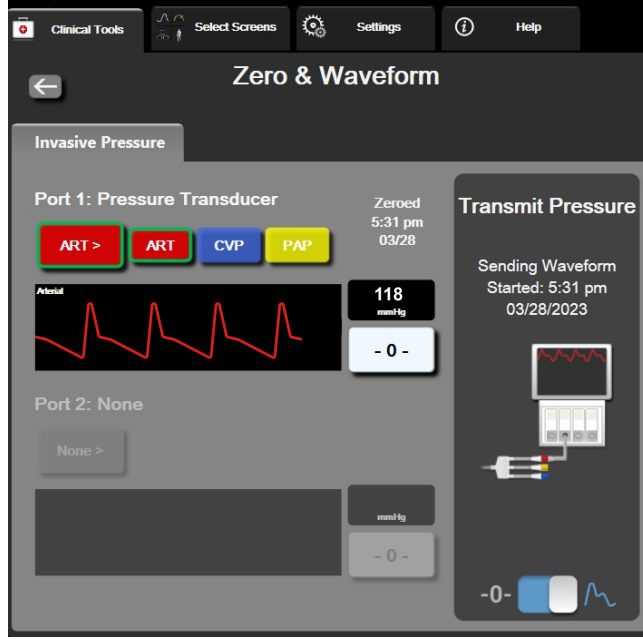 Clinical Tools
Select Screens
Settings
Help
Zero & Waveform
Invasive Pressure
Port 1: Pressure Transducer
Zeroed
5:31 pm
03/28
ART >
ART
CVP
PAP
Arterial
118
mmHg
- 0 -
Port 2: None
None >
mmHg
- 0 -
Transmit Pressure
Sending Waveform
Started: 5:31 pm
03/28/2023
-0-